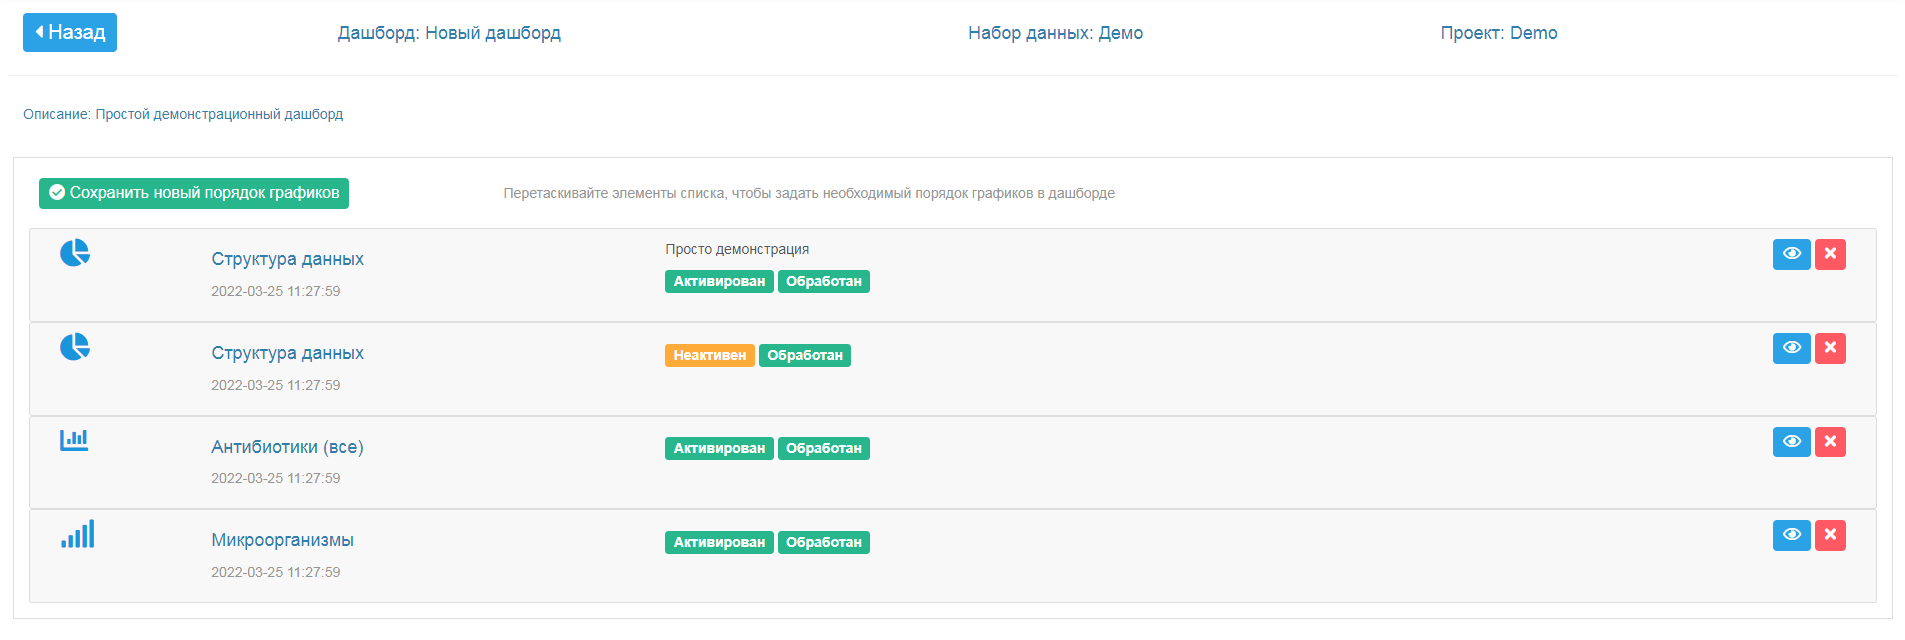 Назад
Дашборд: Новый дашборд
Набор данных: Демо
Проект: Demo
Описание: Простой демонстрационный дашборд
Сохранить новый порядок графиков
Перетаскивайте элементы списка, чтобы задать необходимый порядок графиков в дашборде
Структура данных
2022-03-25 11:27:59
Просто демонстрация
Активирован Обработан
Структура данных
2022-03-25 11:27:59
Неактивен Обработан
Антибиотики (все)
2022-03-25 11:27:59
Активирован Обработан
Микроорганизмы
2022-03-25 11:27:59
Активирован Обработан